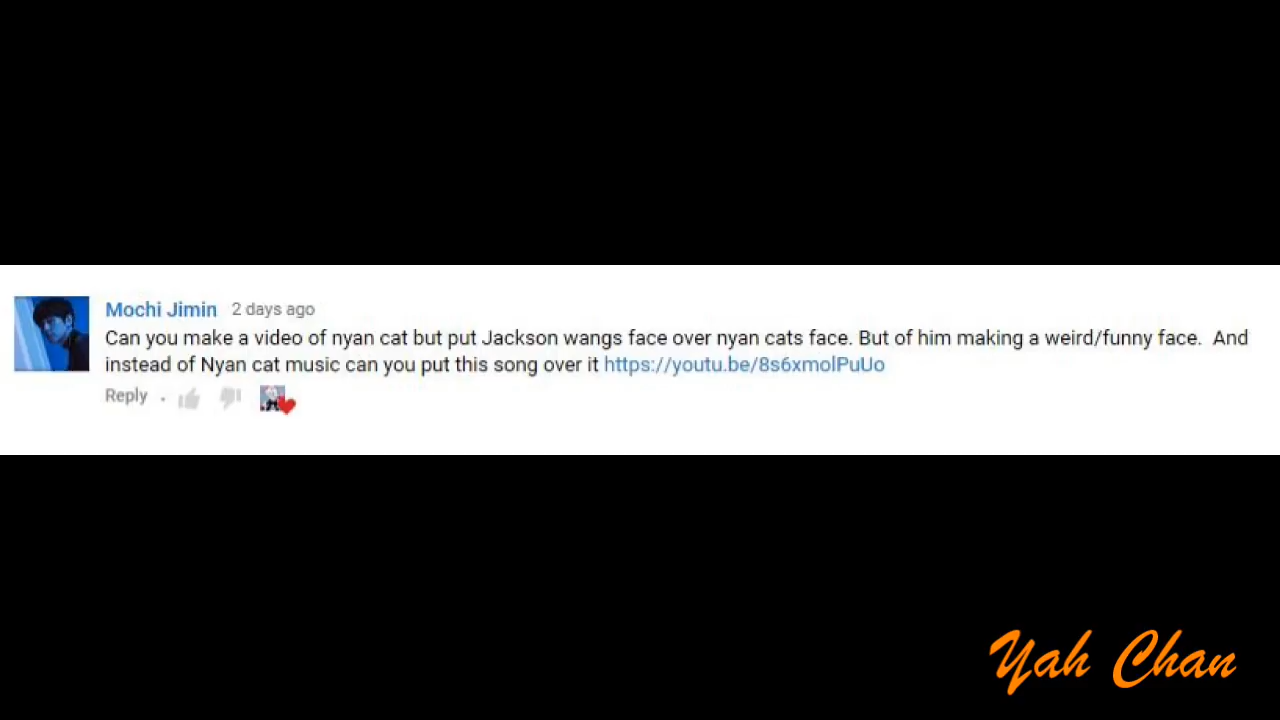 Mochi Jimin 2 days ago
Can you make a video of nyan cat but put Jackson wangs face over nyan cats face. But of him making a weird/funny face. And
instead of Nyan cat music can you put this song over it https://youtu.be/8s6xmolPuUo
Reply
Yah Chan